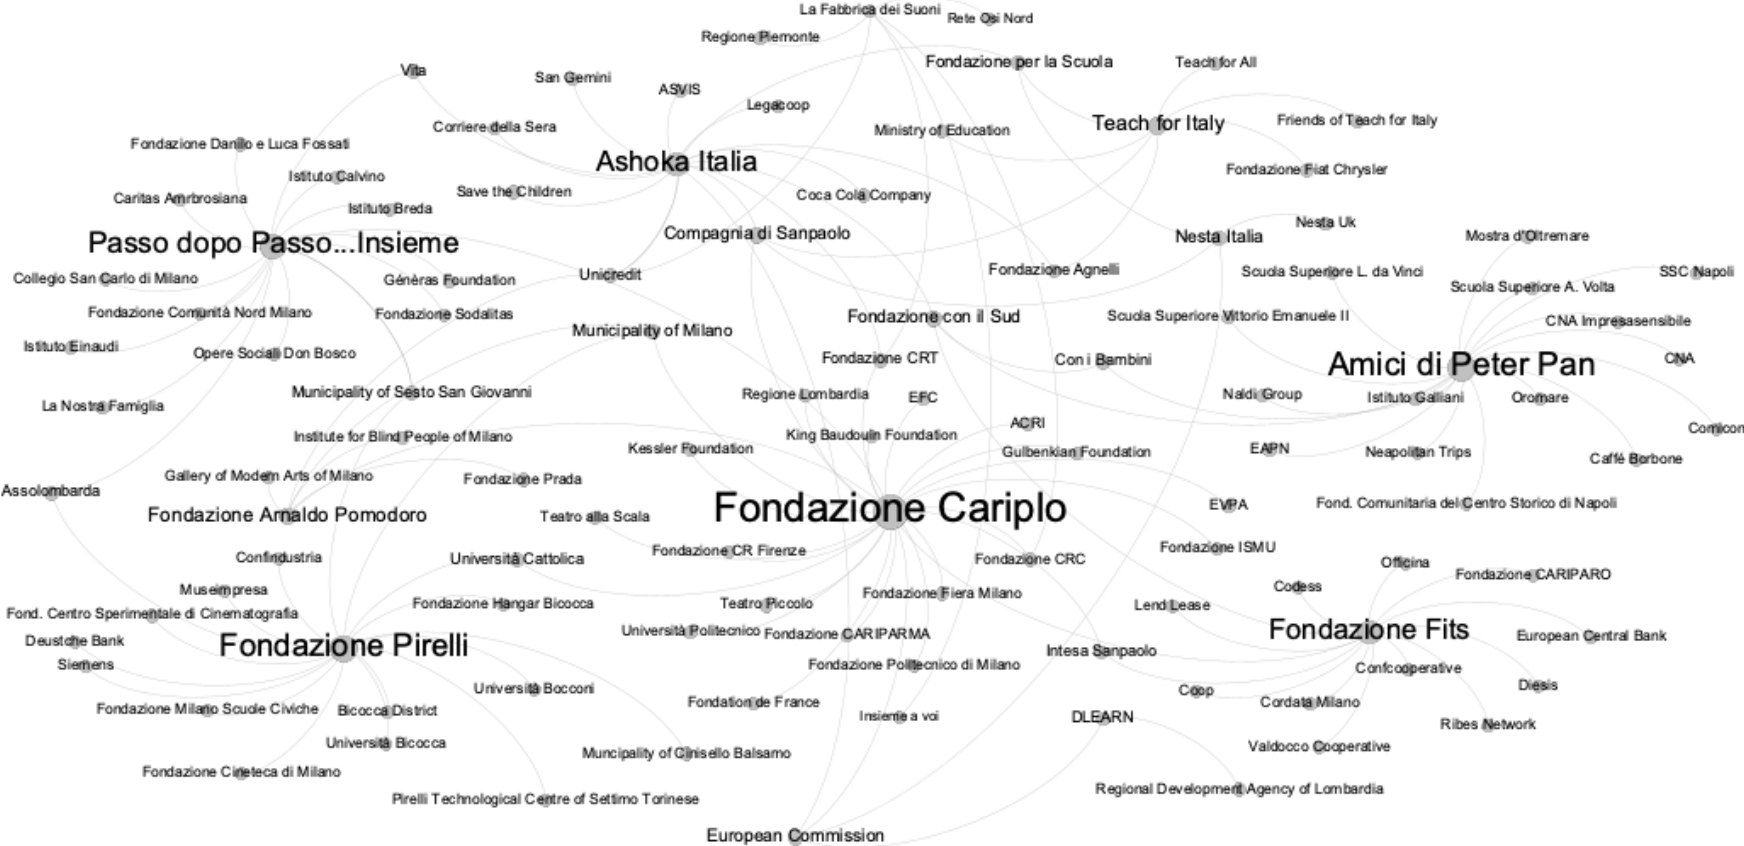 La Fabbrica dei Suoni
Rete Osi Nord
Regione Piemonte
Fondazione per la Scuola
Teach for All
Vita
San Gemini
ASVIS
Legacoop
Friends of Teach for Italy
Teach for Italy
Corriere della Sera
Ministry of Education
Fondazione Danilo e Luca Fossati
Ashoka Italia
Fondazione Fiat Chrysler
Istituto Calvino
Save the Children
Coca Cola Company
Caritas Amrbrosiana
Istituto Breda
Nesta Uk
Compagnia di Sanpaolo
Nesta Italia
Mostra d'Oltremare
Passo dopo Passo...Insieme
Unicredit
Fondazione Agnelli
Scuola Superiore L. da Vinci
SSC Napoli
Collegio San Carlo di Milano
Génèras Foundation
Scuola Superiore A. Volta
Fondazione Comunità Nord Milano
Fondazione Sodalitas
Fondazione con il Sud
Scuola Superiore Vittorio Emanuele II
CNA Impresasensibile
Municipality of Milano
Istituto Einaudi
Opere Sociali Don Bosco
Fondazione CRT
Con i Bambini
CNA
Amici di Peter Pan
Municipality of Sesto San Giovanni
Regione Lombardia
EFC
Naldi Group
Istituto Galliani
Oromare
La Nostra Famiglia
ACRI
Comicon
Institute for Blind People of Milano
King Baudouin Foundation
Kessler Foundation
Gulbenkian Foundation
EAPN
Neapolitan Trips
Caffé Borbone
Gallery of Modern Arts of Milano
Fondazione Prada
Assolombarda
Fondazione Cariplo
EVPA
Fond. Comunitaria del Centro Storico di Napoli
Fondazione Arnaldo Pomodoro
Teatro alla Scala
Fondazione CR Firenze
Fondazione ISMU
Confindustria
Università Cattolica
Fondazione CRC
Officina
Fondazione CARIPARO
Museimpresa
Codess
Fondazione Hangar Bicocca
Teatro Piccolo
Fondazione Fiera Milano
Lend Lease
Fond. Centro Sperimentale di Cinematografia
Fondazione Fits
Deustche Bank
Fondazione Pirelli
Università Politecnico
Fondazione CARIPARMA
European Central Bank
Siemens
Fondazione Politecnico di Milano
Intesa Sanpaolo
Confcooperative
Università Bocconi
Coop
Diesis
Fondazione Milano Scuole Civiche
Bicocca District
Fondation de France
Insieme a voi
DLEARN
Cordata Milano
Ribes Network
Università Bicocca
Muncipality of Cinisello Balsamo
Valdocco Cooperative
Fondazione Cineteca di Milano
Pirelli Technological Centre of Settimo Torinese
Regional Development Agency of Lombardia
European Commission